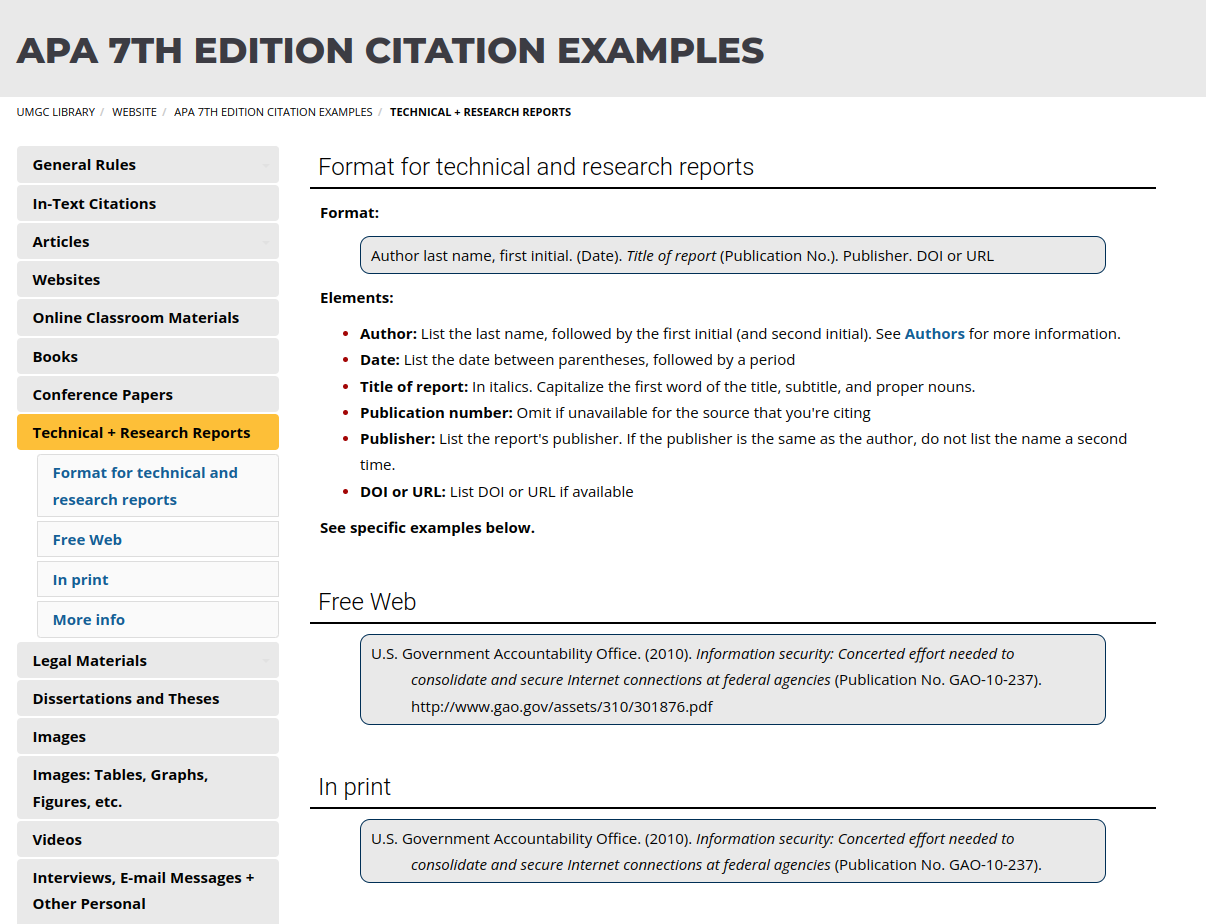 APA 7TH EDITION CITATION EXAMPLES
UMGC LIBRARY / WEBSITE / APA 7TH EDITION CITATION EXAMPLES / TECHNICAL + RESEARCH REPORTS
General Rules
In-Text Citations
Articles
Websites
Online Classroom Materials
Books
Conference Papers
Technical + Research Reports
Format for technical and
research reports
Free Web
In print
More info
Legal Materials
Dissertations and Theses
Images
Images: Tables, Graphs,
Figures, etc.
Videos
Interviews, E-mail Messages +
Other Personal
Format for technical and research reports
Format:
Author last name, first initial. (Date). Title of report (Publication No.). Publisher. DOI or URL
Elements:
• Author: List the last name, followed by the first initial (and second initial). See Authors for more information.
• Date: List the date between parentheses, followed by a period
• Title of report: In italics. Capitalize the first word of the title, subtitle, and proper nouns.
• Publication number: Omit if unavailable for the source that you're citing
• Publisher: List the report's publisher. If the publisher is the same as the author, do not list the name a second
time.
• DOI or URL: List DOI or URL if available
See specific examples below.
Free Web
U.S. Government Accountability Office. (2010). Information security: Concerted effort needed to
consolidate and secure Internet connections at federal agencies (Publication No. GAO-10-237).
http://www.gao.gov/assets/310/301876.pdf
In print
U.S. Government Accountability Office. (2010). Information security: Concerted effort needed to
consolidate and secure Internet connections at federal agencies (Publication No. GAO-10-237).